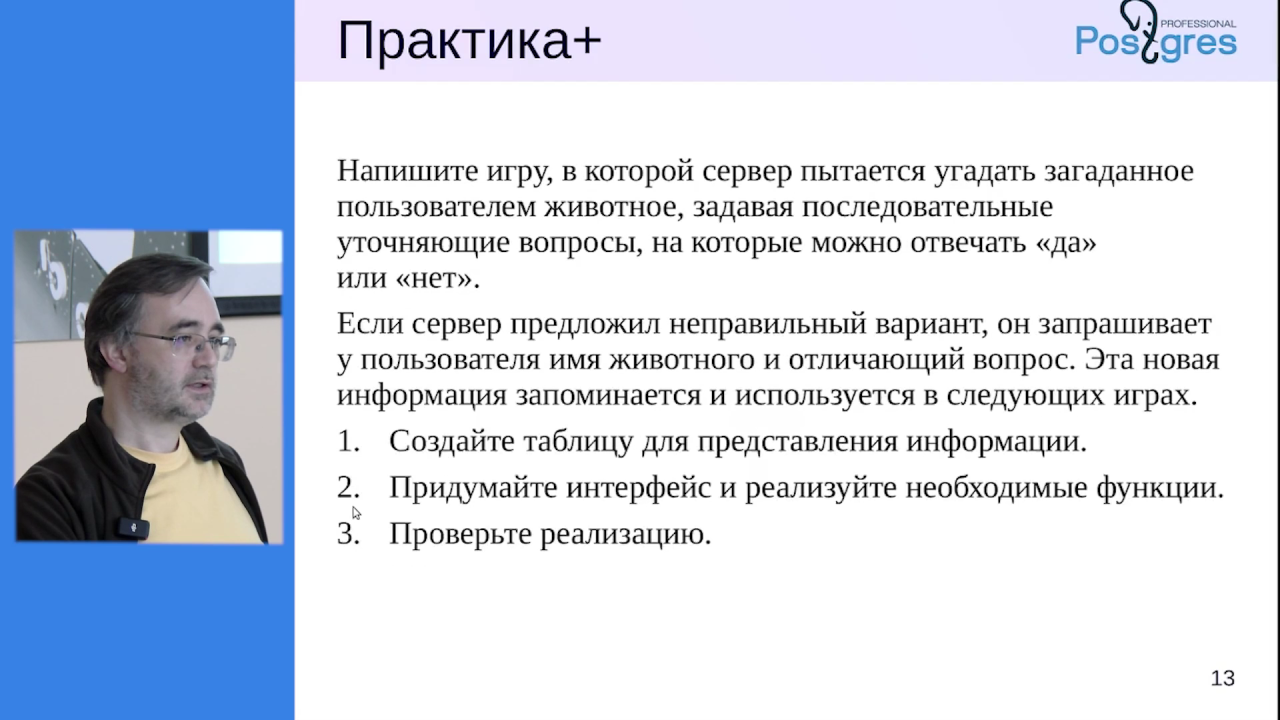 Практика+
PROFESSIONAL
Postgres
Напишите игру, в которой сервер пытается угадать загаданное
пользователем животное, задавая последовательные
уточняющие вопросы, на которые можно отвечать «да»
или «нет».
Если сервер предложил неправильный вариант, он запрашивает
у пользователя имя животного и отличающий вопрос. Эта новая
информация запоминается и используется в следующих играх.
1. Создайте таблицу для представления информации.
2. Придумайте интерфейс и реализуйте необходимые функции.
3. Проверьте реализацию.
13